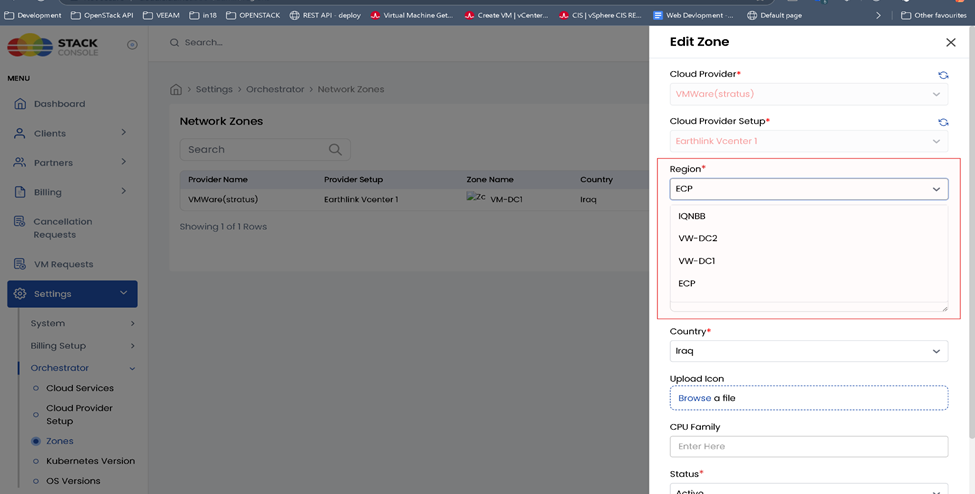 Development OpenStack API VEEAM in18 OPENSTACK REST API · deploy Virtual Machine Get... Create VM | vCenter... CIS | vSphere CIS RE... Web Devlopment -... Default page Other favourites
STACK
CONSOLE
MENU
Dashboard
Clients
Partners
Billing
Cancellation
Requests
VM Requests
Settings
System
Billing Setup
Orchestrator
Cloud Services
Cloud Provider
Setup
Zones
Kubernetes Version
OS Versions
Search...
Settings > Orchestrator > Network Zones
Network Zones
Search
Provider Name Provider Setup Zone Name Country
VMWare(stratus) Earthlink Vcenter 1 Zc VM-DC1 Iraq
Showing 1 of 1 Rows
Edit Zone
Cloud Provider*
VMWare(stratus)
Cloud Provider Setup*
Earthlink Vcenter 1
Region*
ECP
IQNBB
VW-DC2
VW-DC1
ECP
Country*
Iraq
Upload Icon
Browse a file
CPU Family
Enter Here
Status*
Active